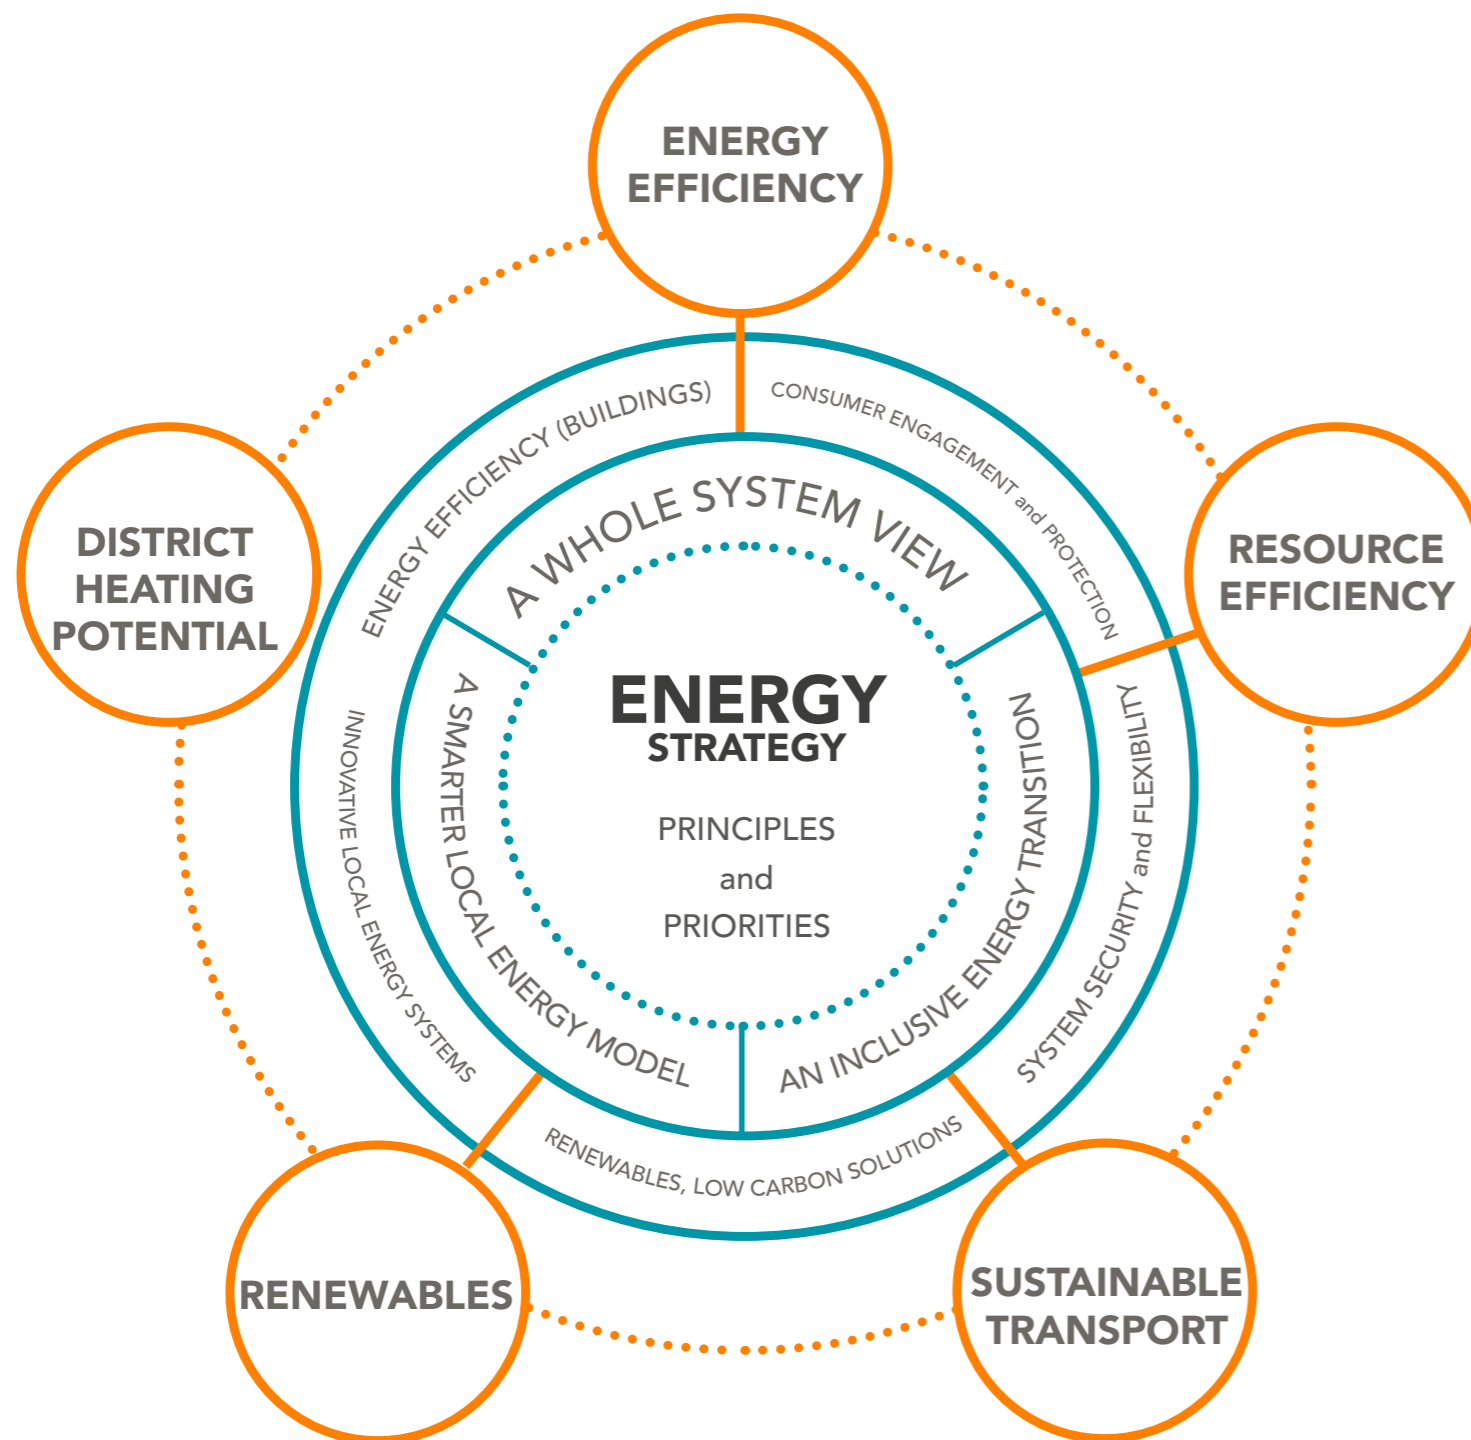 ENERGY
EFFICIENCY
DISTRICT
HEATING
POTENTIAL
RESOURCE
EFFICIENCY
RENEWABLES
SUSTAINABLE
TRANSPORT
ENERGY EFFICIENCY (BUILDINGS)
CONSUMER ENGAGEMENT and PROTECTION
SYSTEM SECURITY and FLEXIBILITY
RENEWABLES, LOW CARBON SOLUTIONS
INNOVATIVE LOCAL ENERGY SYSTEMS
A WHOLE SYSTEM VIEW
AN INCLUSIVE ENERGY TRANSITION
A SMARTER LOCAL ENERGY MODEL
ENERGY
STRATEGY
PRINCIPLES
and
PRIORITIES